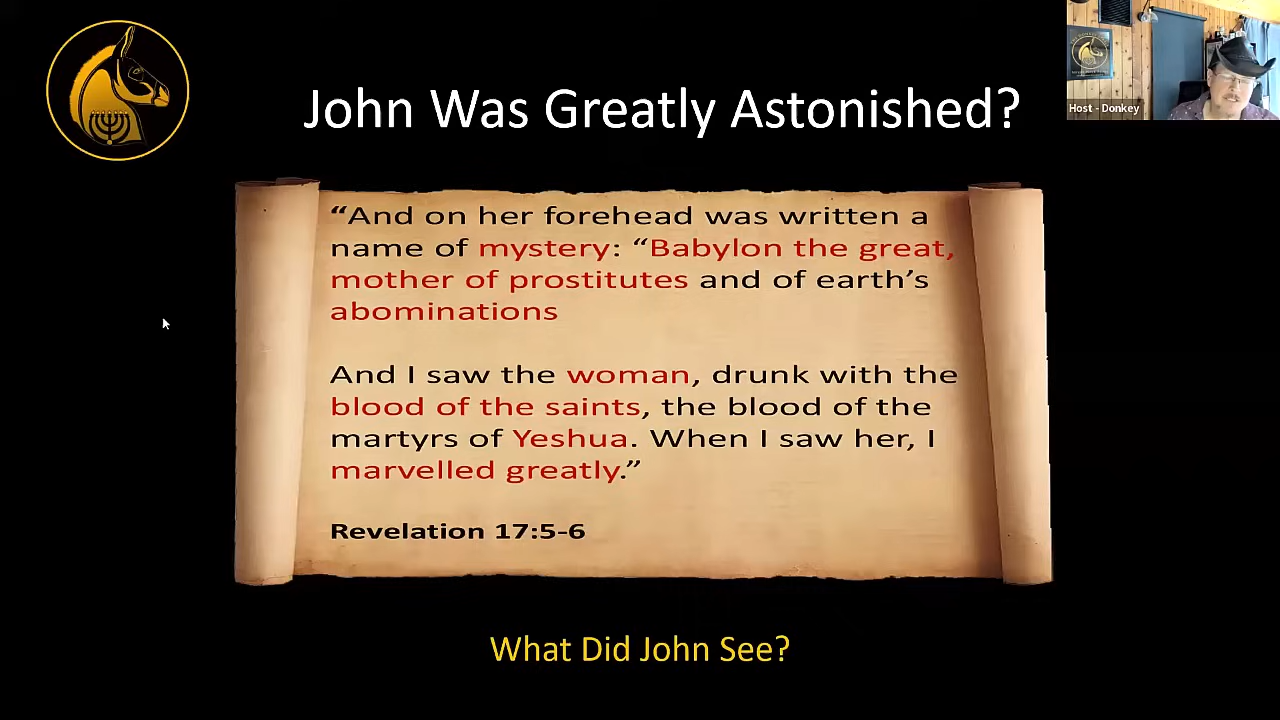 John Was Greatly Astonished?
Host - Donkey
“And on her forehead was written a
name of mystery: “Babylon the great,
mother of prostitutes and of earth’s
abominations
And I saw the woman, drunk with the
blood of the saints, the blood of the
martyrs of Yeshua. When I saw her, I
marvelled greatly.”
Revelation 17:5-6
What Did John See?